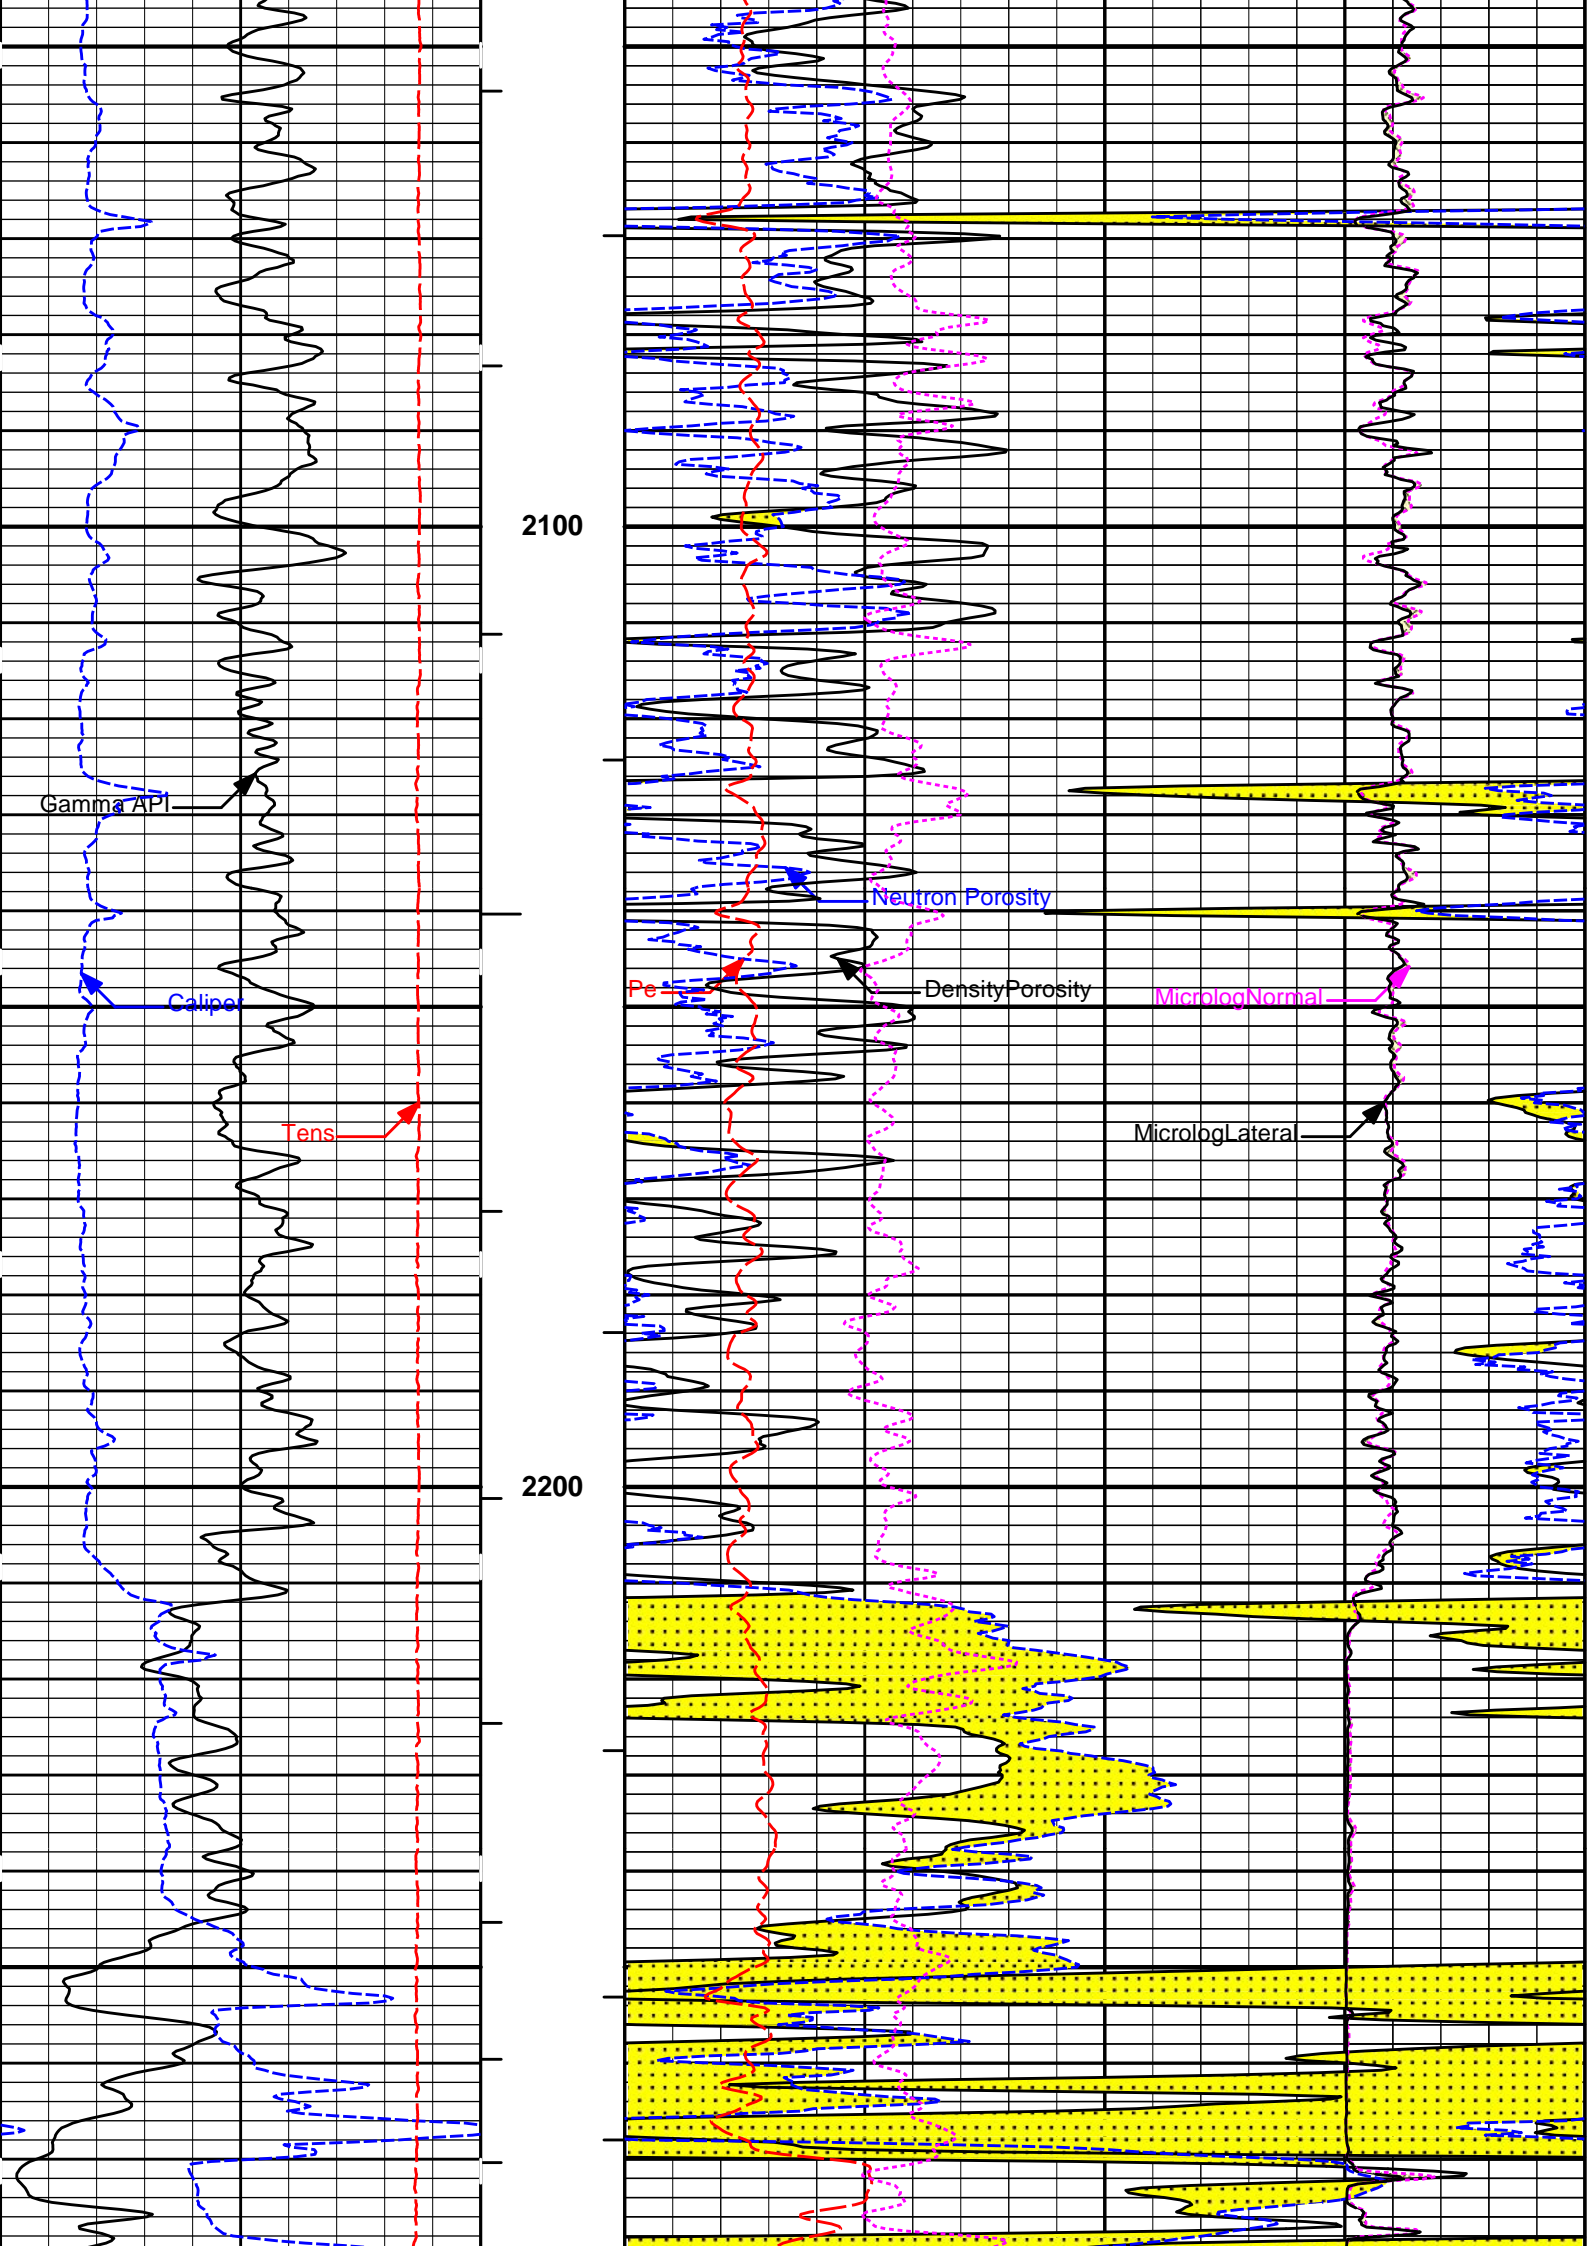 2100
Gamma API
Neutron Porosity
Pe
DensityPorosity
MicrologNormal
Caliper
Tens
MicrologLateral
2200